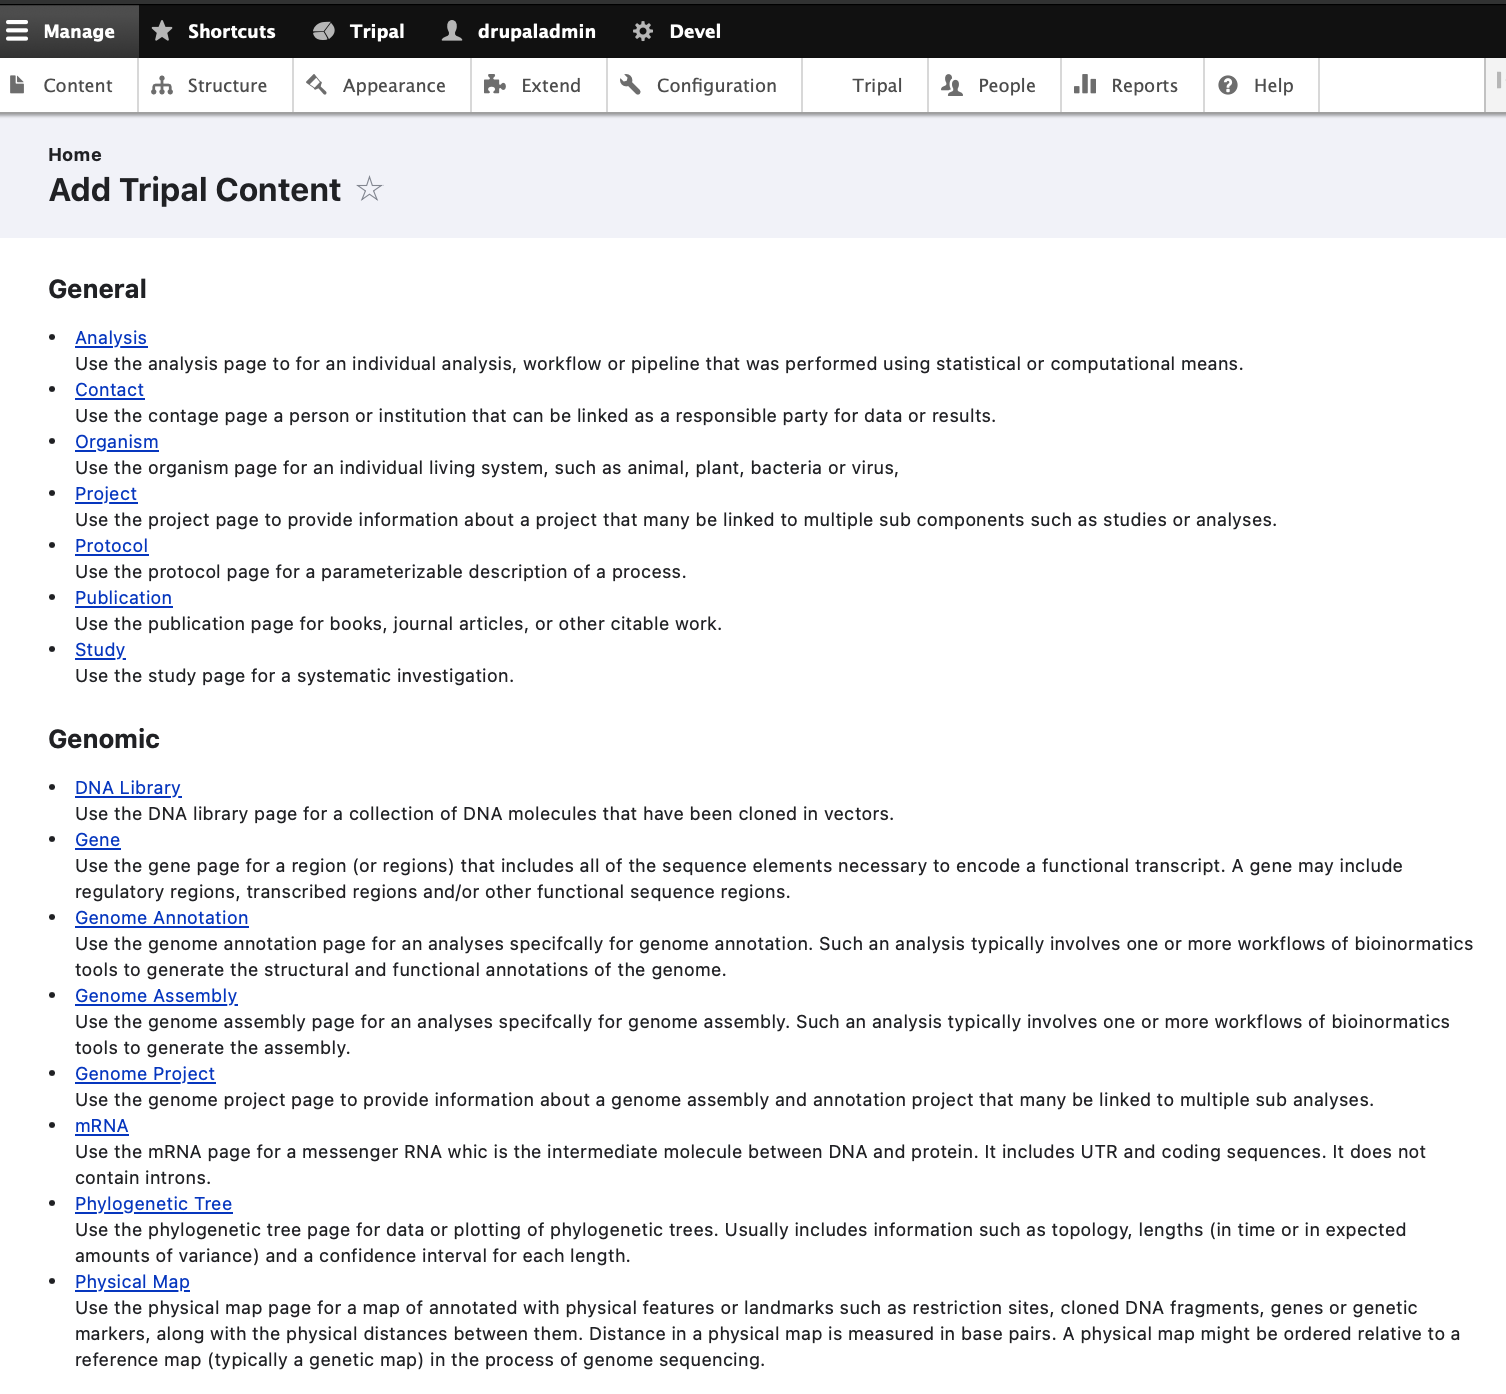 Manage Shortcuts Tripal drupaladmin Devel
Content Structure Appearance Extend Configuration Tripal People Reports Help
Home
Add Tripal Content
General
Analysis
Use the analysis page to for an individual analysis, workflow or pipeline that was performed using statistical or computational means.
Contact
Use the contage page a person or institution that can be linked as a responsible party for data or results.
Organism
Use the organism page for an individual living system, such as animal, plant, bacteria or virus,
Project
Use the project page to provide information about a project that many be linked to multiple sub components such as studies or analyses.
Protocol
Use the protocol page for a parameterizable description of a process.
Publication
Use the publication page for books, journal articles, or other citable work.
Study
Use the study page for a systematic investigation.
Genomic
DNA Library
Use the DNA library page for a collection of DNA molecules that have been cloned in vectors.
Gene
Use the gene page for a region (or regions) that includes all of the sequence elements necessary to encode a functional transcript. A gene may include
regulatory regions, transcribed regions and/or other functional sequence regions.
Genome Annotation
Use the genome annotation page for an analyses specifcally for genome annotation. Such an analysis typically involves one or more workflows of bioinormatics
tools to generate the structural and functional annotations of the genome.
Genome Assembly
Use the genome assembly page for an analyses specifcally for genome assembly. Such an analysis typically involves one or more workflows of bioinormatics
tools to generate the assembly.
Genome Project
Use the genome project page to provide information about a genome assembly and annotation project that many be linked to multiple sub analyses.
mRNA
Use the mRNA page for a messenger RNA whic is the intermediate molecule between DNA and protein. It includes UTR and coding sequences. It does not
contain introns.
Phylogenetic Tree
Use the phylogenetic tree page for data or plotting of phylogenetic trees. Usually includes information such as topology, lengths (in time or in expected
amounts of variance) and a confidence interval for each length.
Physical Map
Use the physical map page for a map of annotated with physical features or landmarks such as restriction sites, cloned DNA fragments, genes or genetic
markers, along with the physical distances between them. Distance in a physical map is measured in base pairs. A physical map might be ordered relative to a
reference map (typically a genetic map) in the process of genome sequencing.